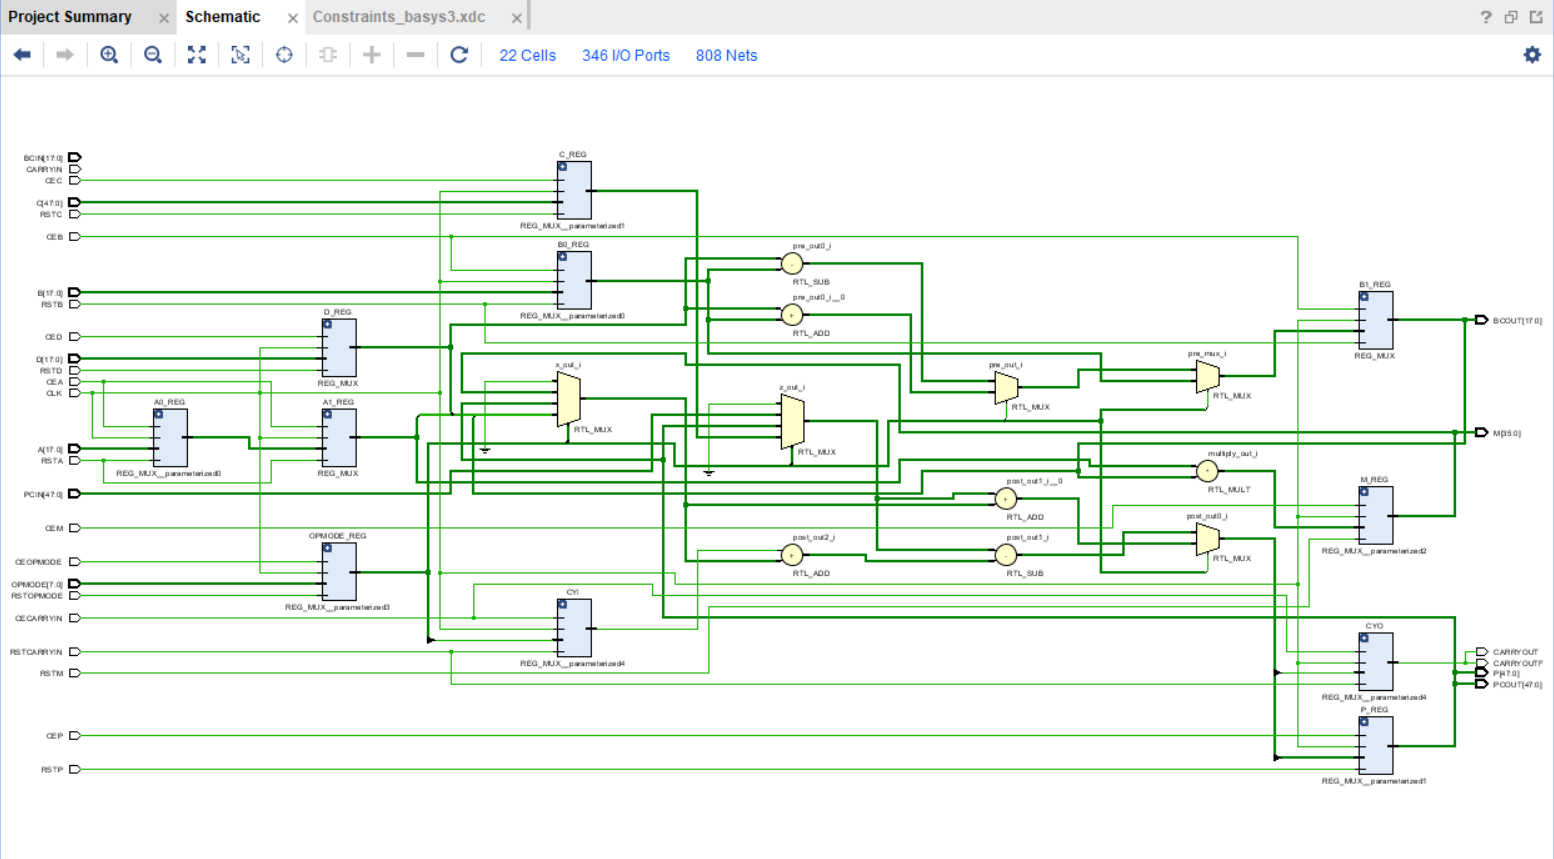 Project Summary
Schematic
Constraints_basys3.xdc
22 Cells
346 I/O Ports
808 Nets
BCIN[17:0]
CARRYIN
CEC
C[47:0]
RSTC
CEB
B[17:0]
RSTB
CED
D[17:0]
RSTD
CEA
CLK
A[17:0]
RSTA
PCIN[47:0]
CEM
CEOPMODE
OPMODE[7:0]
RSTOPMODE
CECARRYIN
RSTCARRYIN
RSTM
CEP
RSTP
A0_REG
REG_MUX__parameterized0
D_REG
REG_MUX
A1_REG
REG_MUX
OPMODE_REG
REG_MUX__parameterized3
C_REG
REG_MUX__parameterized1
B0_REG
REG_MUX__parameterized0
x_out_i
RTL_MUX
CYI
REG_MUX__parameterized4
pre_out0_i
RTL_SUB
pre_out0_i__0
RTL_ADD
z_out_i
RTL_MUX
post_out2_i
RTL_ADD
pre_out_i
RTL_MUX
post_out1_i__0
RTL_ADD
post_out1_i
RTL_SUB
pre_mux_i
RTL_MUX
multiply_out_i
RTL_MULT
post_out0_i
RTL_MUX
B1_REG
REG_MUX
M_REG
REG_MUX__parameterized2
CYO
REG_MUX__parameterized4
P_REG
REG_MUX__parameterized1
BCOUT[17:0]
M[35:0]
CARRYOUT
CARRYOUTF
P[47:0]
PCOUT[47:0]